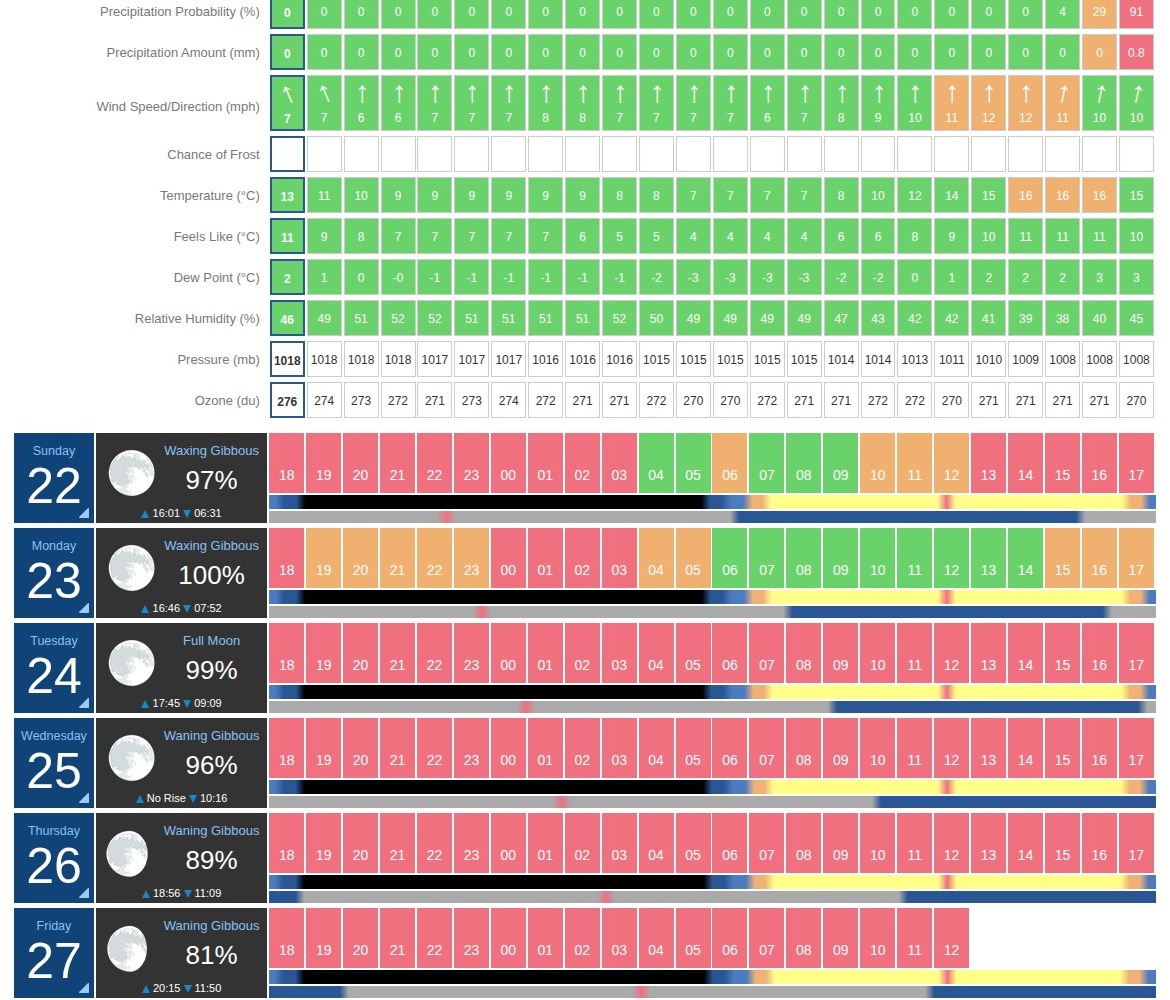 Precipitation Probability (%) 0 0 0 0 0 0 0 0 0 0 0 0 0 0 0 0 0 0 0 0 0 4 29 91
Precipitation Amount (mm) 0 0 0 0 0 0 0 0 0 0 0 0 0 0 0 0 0 0 0 0 0 0 0 0.8
Wind Speed/Direction (mph) 7 7 6 6 7 7 7 8 8 7 7 7 7 6 7 8 9 10 11 12 12 11 10 10
Chance of Frost
Temperature (°C) 13 11 10 9 9 9 9 9 9 8 8 7 7 7 7 8 10 12 14 15 16 16 16 15
Feels Like (°C) 11 9 8 7 7 7 7 7 6 5 5 4 4 4 4 6 6 8 9 10 11 11 11 10
Dew Point (°C) 2 1 0 -0 -1 -1 -1 -1 -1 -1 -2 -3 -3 -3 -3 -2 -2 0 1 2 2 2 3 3
Relative Humidity (%) 46 49 51 52 52 51 51 51 51 52 50 49 49 49 49 47 43 42 42 41 39 38 40 45
Pressure (mb) 1018 1018 1018 1018 1017 1017 1017 1016 1016 1016 1015 1015 1015 1015 1015 1014 1014 1013 1011 1010 1009 1008 1008 1008
Ozone (du) 276 274 273 272 271 273 274 272 271 271 272 270 270 272 271 271 272 272 270 271 271 271 271 270
Sunday Waxing Gibbous
22 97% 18 19 20 21 22 23 00 01 02 03 04 05 06 07 08 09 10 11 12 13 14 15 16 17
▲ 16:01 ▼ 06:31
Monday Waxing Gibbous
23 100% 18 19 20 21 22 23 00 01 02 03 04 05 06 07 08 09 10 11 12 13 14 15 16 17
▲ 16:46 ▼ 07:52
Tuesday Full Moon
24 99% 18 19 20 21 22 23 00 01 02 03 04 05 06 07 08 09 10 11 12 13 14 15 16 17
▲ 17:45 ▼ 09:09
Wednesday Waning Gibbous
25 96% 18 19 20 21 22 23 00 01 02 03 04 05 06 07 08 09 10 11 12 13 14 15 16 17
▲ No Rise ▼ 10:16
Thursday Waning Gibbous
26 89% 18 19 20 21 22 23 00 01 02 03 04 05 06 07 08 09 10 11 12 13 14 15 16 17
▲ 18:56 ▼ 11:09
Friday Waning Gibbous
27 81% 18 19 20 21 22 23 00 01 02 03 04 05 06 07 08 09 10 11 12
▲ 20:15 ▼ 11:50